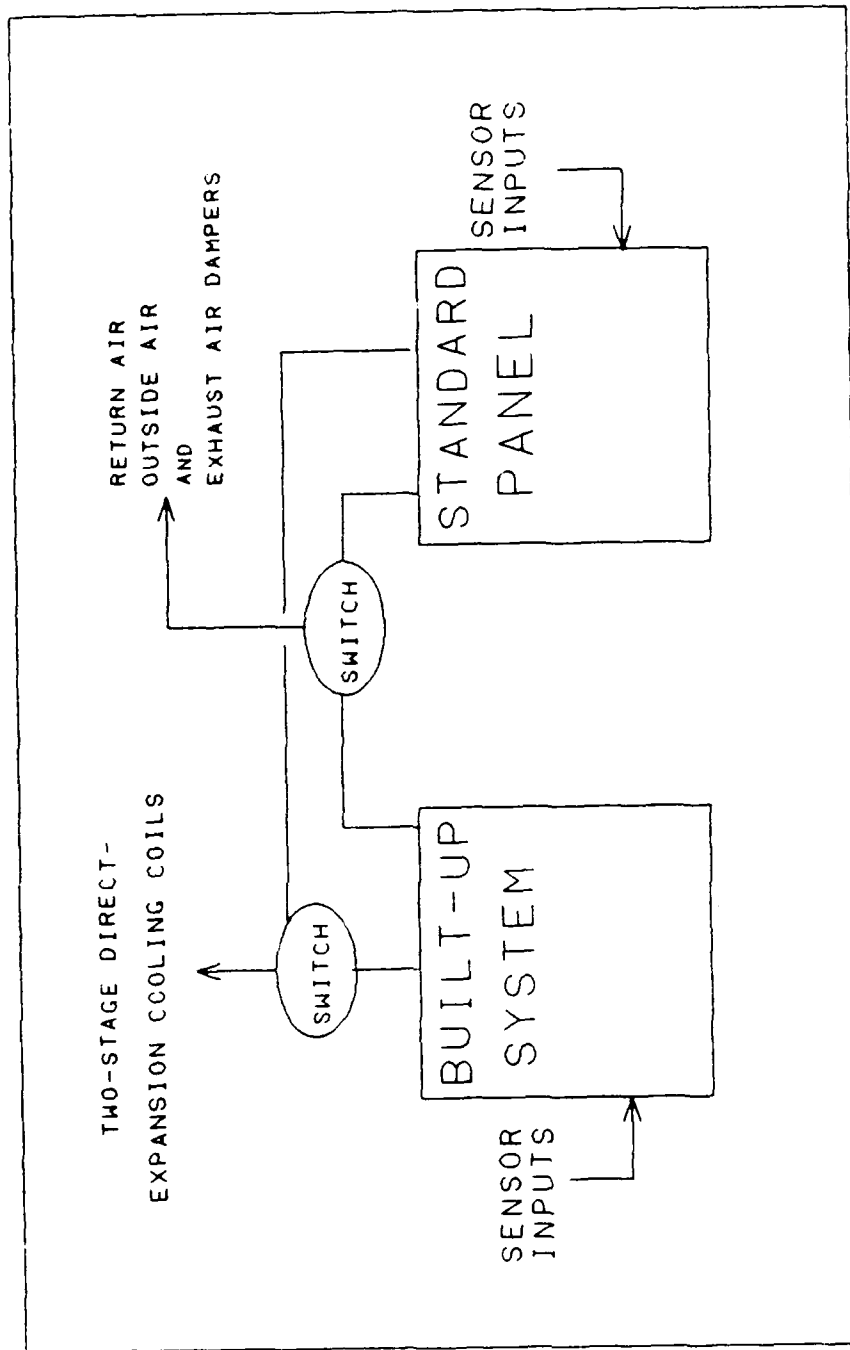 TWO-STAGE DIRECT-
EXPANSION CCOLING COILS
RETURN AIR
OUTSIDE AIR
AND
EXHAUST AIR DAMPERS
SWITCH
SWITCH
BUILT-UP
SYSTEM
STANDARD
PANEL
SENSOR
INPUTS
SENSOR
INPUTS